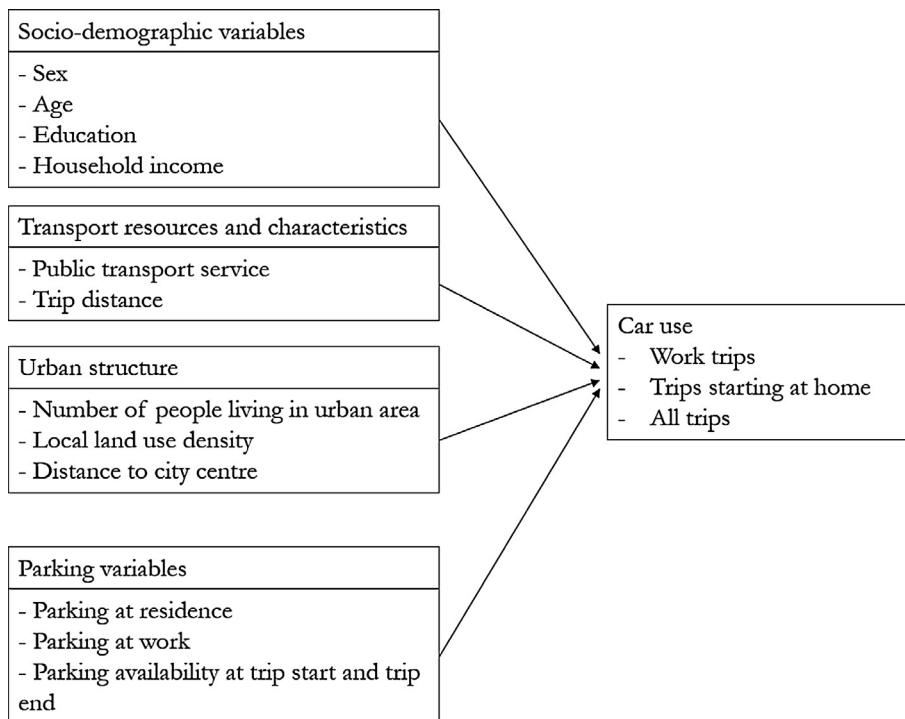 Socio-demographic variables
- Sex
- Age
- Education
- Household income
Transport resources and characteristics
- Public transport service
- Trip distance
Urban structure
- Number of people living in urban area
- Local land use density
- Distance to city centre
Parking variables
- Parking at residence
- Parking at work
- Parking availability at trip start and trip
end
Car use
- Work trips
- Trips starting at home
- All trips